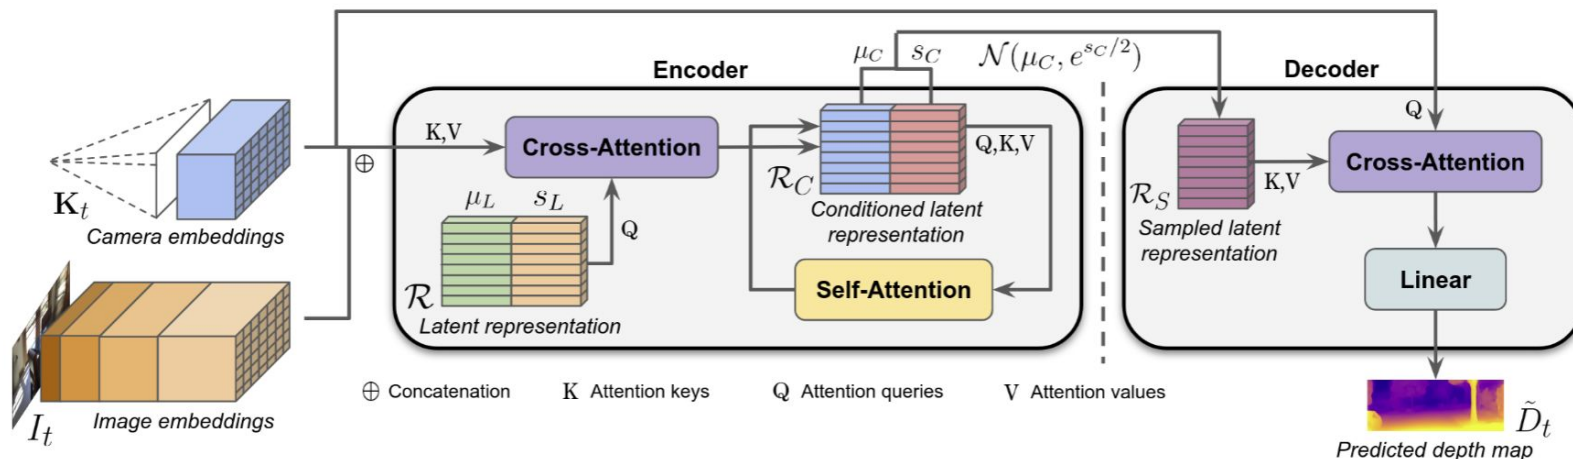 Encoder
Decoder
μ_C s_C
𝒩(μ_C, e^{s_C/2})
K,V
Cross-Attention
Q,K,V
Q
Cross-Attention
⊕
K_t
Camera embeddings
μ_L s_L
Q
ℛ
Latent representation
ℛ_C
Conditioned latent
representation
Self-Attention
ℛ_S
K,V
Sampled latent
representation
Linear
I_t
Image embeddings
⊕ Concatenation
K Attention keys
Q Attention queries
V Attention values
D̃_t
Predicted depth map